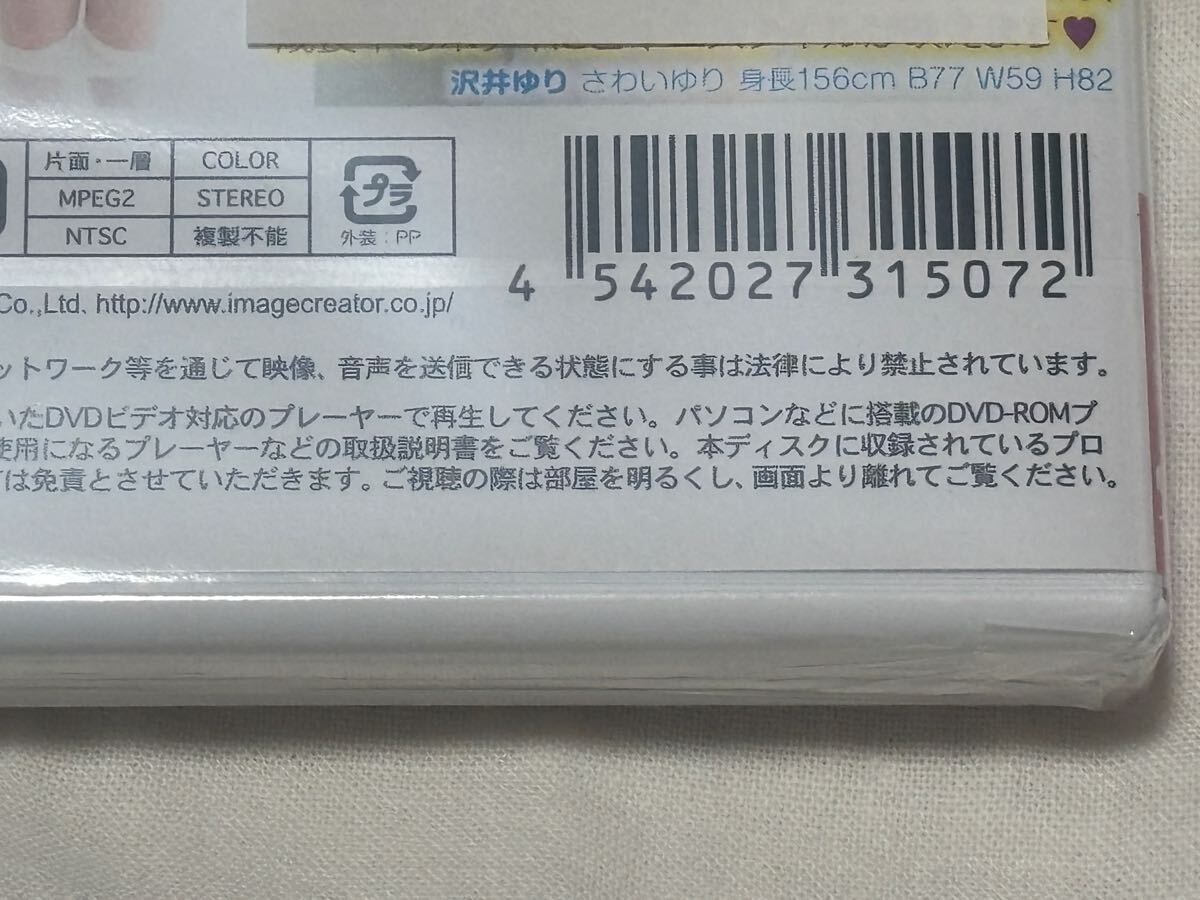 沢井ゆり さわいゆり 身長156cm B77 W59 H82
片面・一層 COLOR
MPEG2 STEREO
NTSC 複製不能
プラ
外装:PP
4 542027 315072
Co.,Ltd. http://www.imagecreator.co.jp/
ットワーク等を通じて映像、音声を送信できる状態にする事は法律により禁止されています。
いたDVDビデオ対応のプレーヤーで再生してください。パソコンなどに搭載のDVD-ROMプ
使用になるプレーヤーなどの取扱説明書をご覧ください。本ディスクに収録されているプロ
は免責とさせていただきます。ご視聴の際は部屋を明るくし、画面より離れてご覧ください。